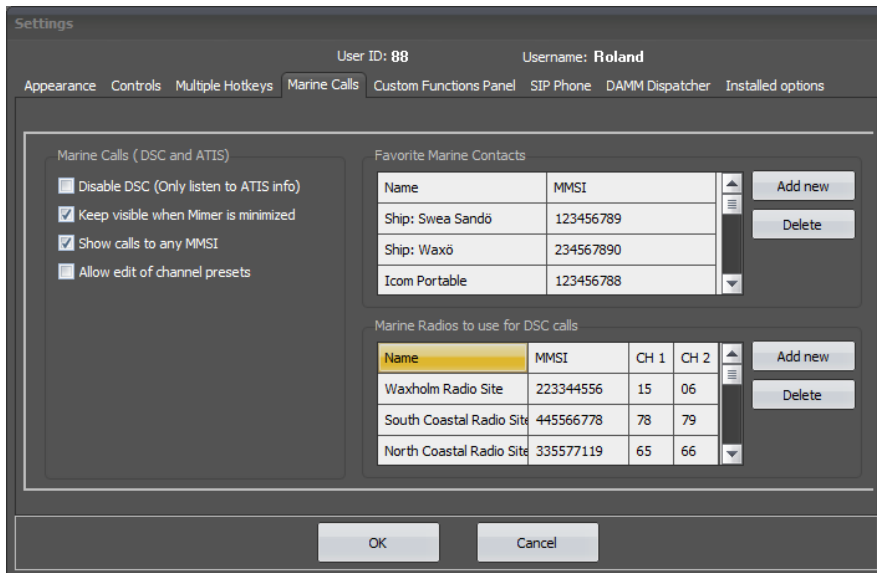 Settings
User ID: 88 Username: Roland
Appearance Controls Multiple Hotkeys Marine Calls Custom Functions Panel SIP Phone DAMM Dispatcher Installed options
Marine Calls ( DSC and ATIS)
Disable DSC (Only listen to ATIS info)
Keep visible when Mimer is minimized
Show calls to any MMSI
Allow edit of channel presets
Favorite Marine Contacts
Name MMSI
Ship: Swea Sandö 123456789
Ship: Waxö 234567890
Icom Portable 123456788
Add new
Delete
Marine Radios to use for DSC calls
Name MMSI CH 1 CH 2
Waxholm Radio Site 223344556 15 06
South Coastal Radio Site 445566778 78 79
North Coastal Radio Site 335577119 65 66
Add new
Delete
OK Cancel